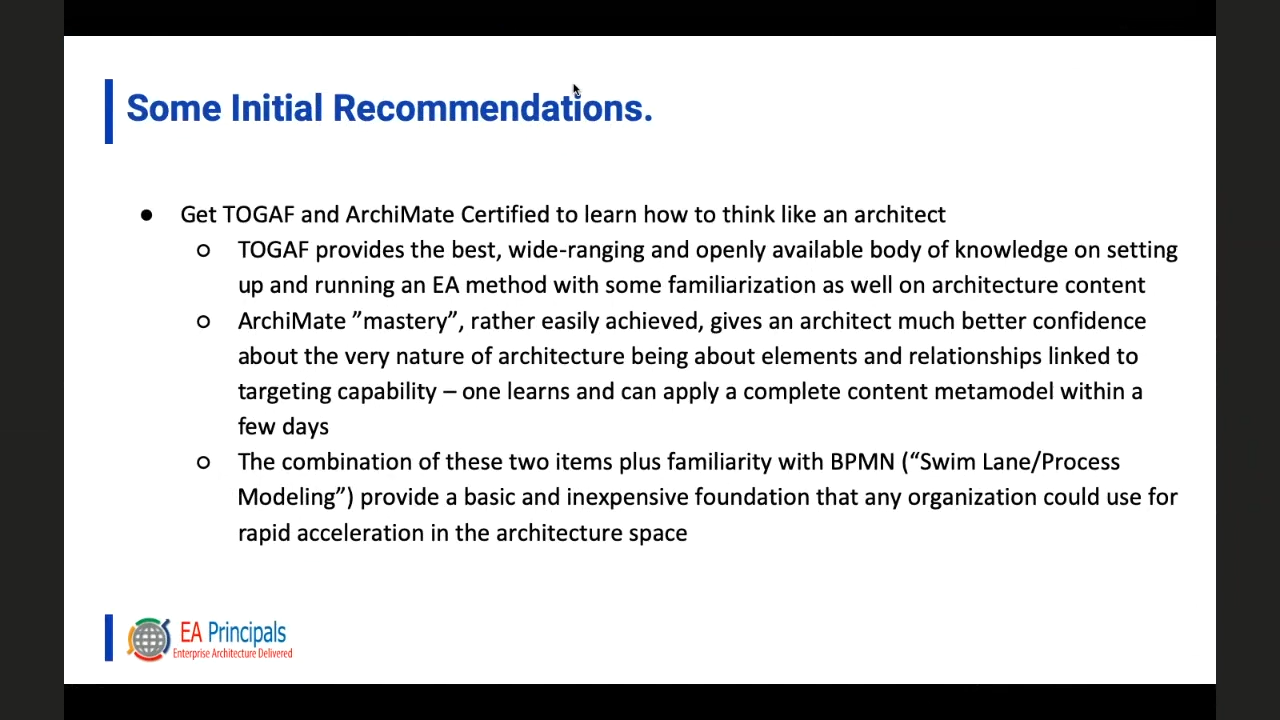 Some Initial Recommendations.
● Get TOGAF and ArchiMate Certified to learn how to think like an architect
○ TOGAF provides the best, wide-ranging and openly available body of knowledge on setting
up and running an EA method with some familiarization as well on architecture content
○ ArchiMate ”mastery”, rather easily achieved, gives an architect much better confidence
about the very nature of architecture being about elements and relationships linked to
targeting capability – one learns and can apply a complete content metamodel within a
few days
○ The combination of these two items plus familiarity with BPMN (“Swim Lane/Process
Modeling”) provide a basic and inexpensive foundation that any organization could use for
rapid acceleration in the architecture space
EA Principals
Enterprise Architecture Delivered